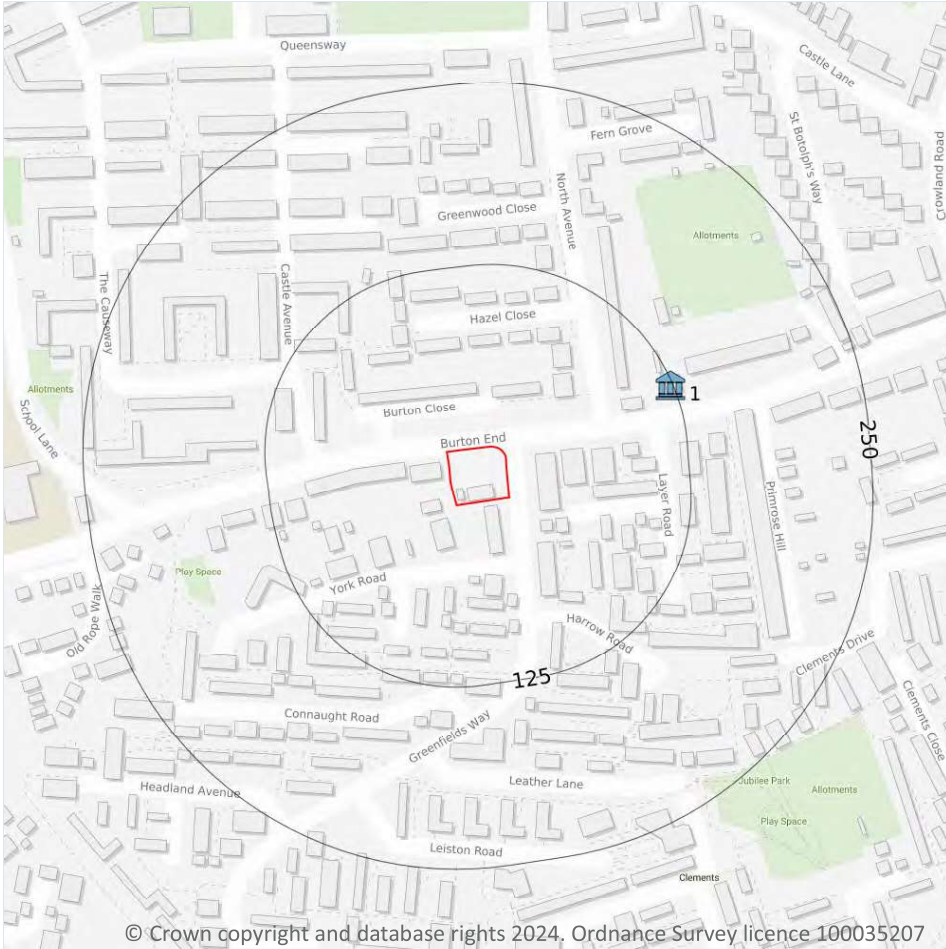 Queensway
Castle Lane
Fern Grove
St Botolph's Way
Crowland Road
North Avenue
Greenwood Close
Allotments
The Causeway
Castle Avenue
Hazel Close
Allotments
School Lane
1
Burton Close
Burton End
250
Layer Road
Primrose Hill
Play Space
York Road
Old Rope Walk
Harrow Road
Clements Drive
125
Clements Close
Connaught Road
Greenfields Way
Leather Lane
Jubilee Park
Allotments
Headland Avenue
Play Space
Leiston Road
Clements
© Crown copyright and database rights 2024. Ordnance Survey licence 100035207